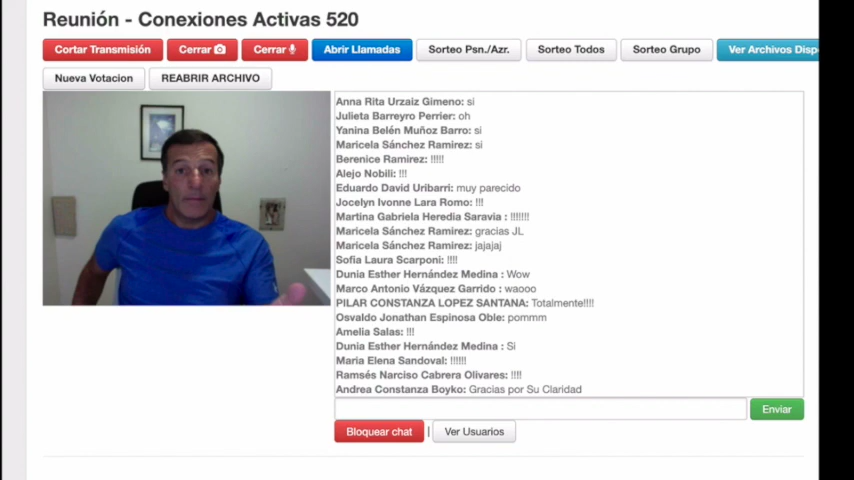 Reunión - Conexiones Activas 520
Cortar Transmisión Cerrar Cerrar Abrir Llamadas Sorteo Psn./Azr. Sorteo Todos Sorteo Grupo Ver Archivos Disp
Nueva Votacion REABRIR ARCHIVO
Anna Rita Urzaiz Gimeno: si
Julieta Barreyro Perrier: oh
Yanina Belén Muñoz Barro: si
Maricela Sánchez Ramirez: si
Berenice Ramirez: !!!!!
Alejo Nobili: !!!
Eduardo David Uribarri: muy parecido
Jocelyn Ivonne Lara Romo: !!!
Martina Gabriela Heredia Saravia : !!!!!!!
Maricela Sánchez Ramirez: gracias JL
Maricela Sánchez Ramirez: jajajaj
Sofia Laura Scarponi: !!!!
Dunia Esther Hernández Medina : Wow
Marco Antonio Vázquez Garrido : waooo
PILAR CONSTANZA LOPEZ SANTANA: Totalmente!!!!
Osvaldo Jonathan Espinosa Oble: pommm
Amelia Salas: !!!
Dunia Esther Hernández Medina : Si
Maria Elena Sandoval: !!!!!!
Ramsés Narciso Cabrera Olivares: !!!!
Andrea Constanza Boyko: Gracias por Su Claridad
Enviar
Bloquear chat | Ver Usuarios